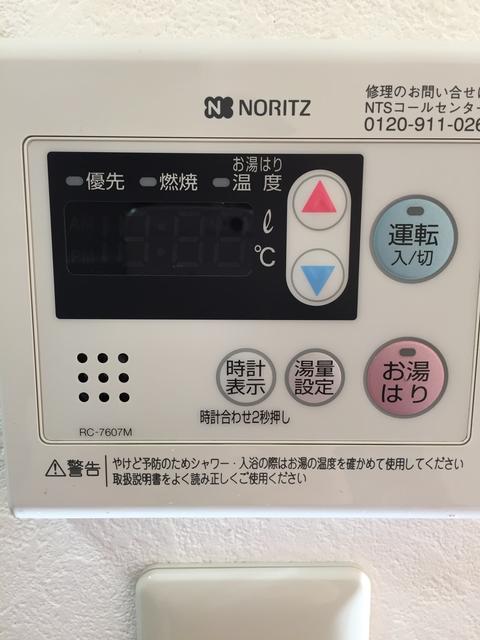 NORITZ
修理のお問い合せは
NTSコールセンター
0120-911-026
お湯はり
優先 燃焼 温度
ℓ
℃
運転
入/切
時計
表示
湯量
設定
お湯
はり
時計合わせ2秒押し
RC-7607M
警告
やけど予防のためシャワー・入浴の際はお湯の温度を確かめて使用してください
取扱説明書をよく読み正しくご使用ください